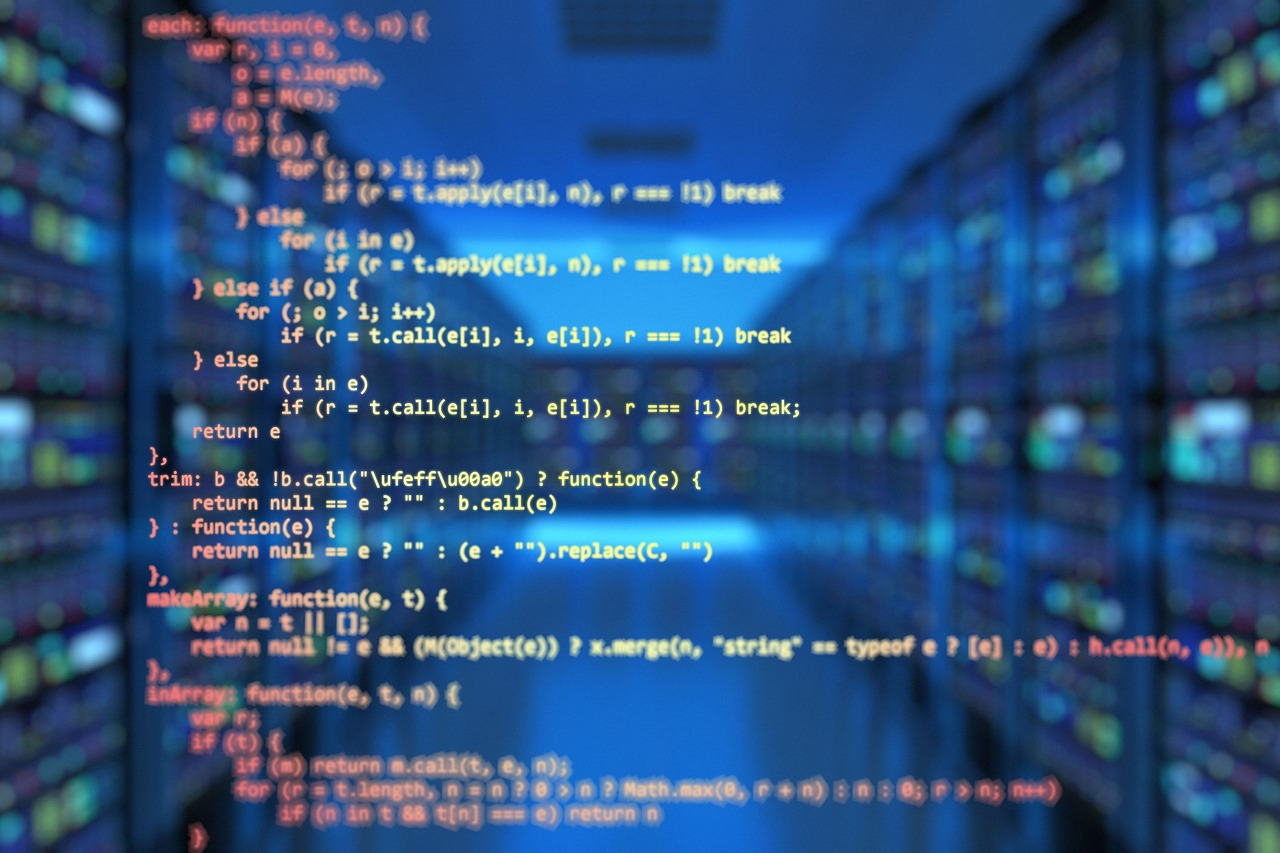 each: function(e, t, n) {
var r, i = 0,
o = e.length,
a = M(e);
if (n) {
if (a) {
for (; o > i; i++)
if (r = t.apply(e[i], n), r === !1) break
} else
for (i in e)
if (r = t.apply(e[i], n), r === !1) break
} else if (a) {
for (; o > i; i++)
if (r = t.call(e[i], i, e[i]), r === !1) break
} else
for (i in e)
if (r = t.call(e[i], i, e[i]), r === !1) break;
return e
},
trim: b && !b.call("\ufeff\u00a0") ? function(e) {
return null == e ? "" : b.call(e)
} : function(e) {
return null == e ? "" : (e + "").replace(C, "")
},
makeArray: function(e, t) {
var n = t || [];
return null != e && (M(Object(e)) ? x.merge(n, "string" == typeof e ? [e] : e) : h.call(n, e)), n
},
inArray: function(e, t, n) {
var r;
if (t) {
if (m) return m.call(t, e, n);
for (r = t.length, n = n ? 0 > n ? Math.max(0, r + n) : n : 0; r > n; n++)
if (n in t && t[n] === e) return n
}